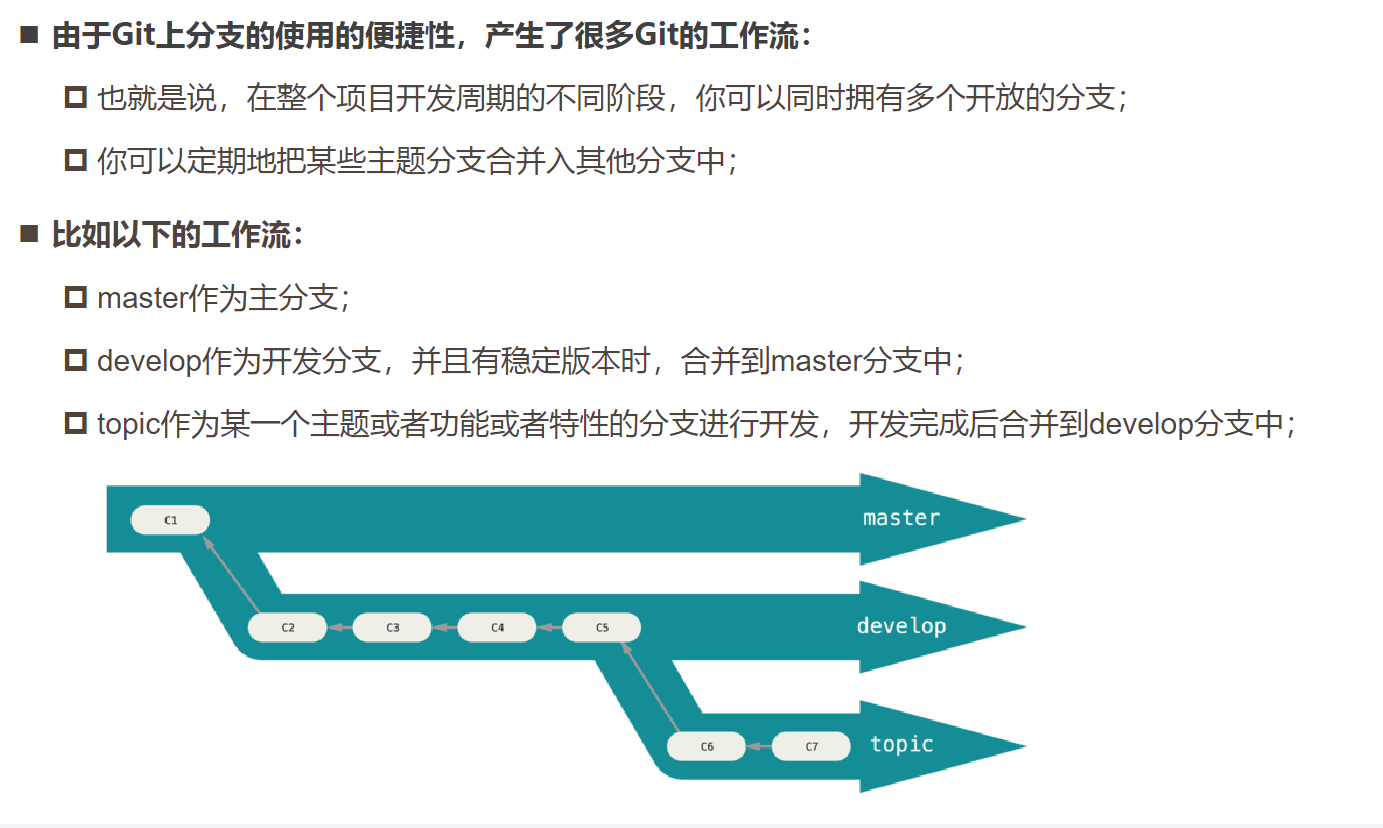 由于Git上分支的使用的便捷性，产生了很多Git的工作流：
也就是说，在整个项目开发周期的不同阶段，你可以同时拥有多个开放的分支；
你可以定期地把某些主题分支合并入其他分支中；
比如以下的工作流：
master作为主分支；
develop作为开发分支，并且有稳定版本时，合并到master分支中；
topic作为某一个主题或者功能或者特性的分支进行开发，开发完成后合并到develop分支中；
C1 master
C2 C3 C4 C5 develop
C6 C7 topic